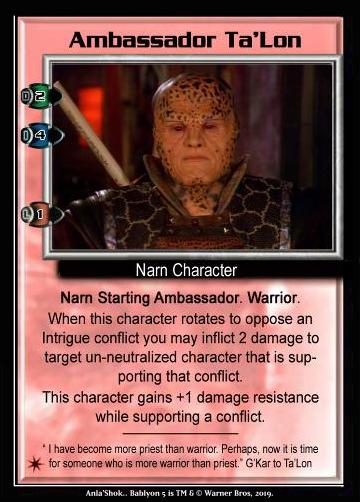 Ambassador Ta'Lon
D 2
I 4
L 1
Narn Character
Narn Starting Ambassador. Warrior.
When this character rotates to oppose an
Intrigue conflict you may inflict 2 damage to
target un-neutralized character that is sup-
porting that conflict.
This character gains +1 damage resistance
while supporting a conflict.
" I have become more priest than warrior. Perhaps, now it is time
for someone who is more warrior than priest." G'Kar to Ta'Lon
Anla'Shok.. Bablyon 5 is TM & © Warner Bros, 2019.